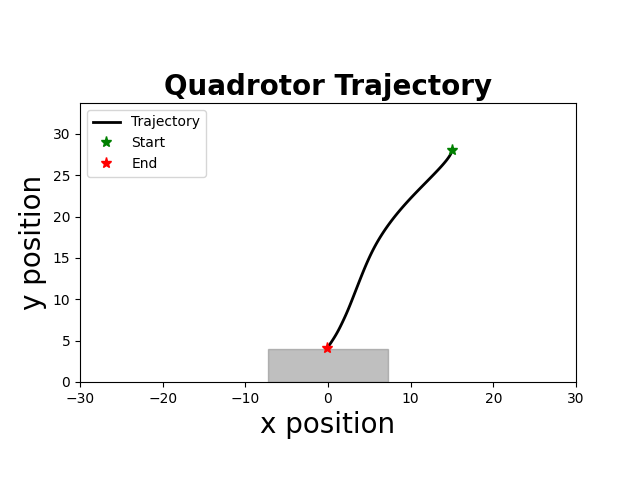 Quadrotor Trajectory
Trajectory
Start
End
y position
30
25
20
15
10
5
0
−30
−20
−10
0
10
20
30
x position